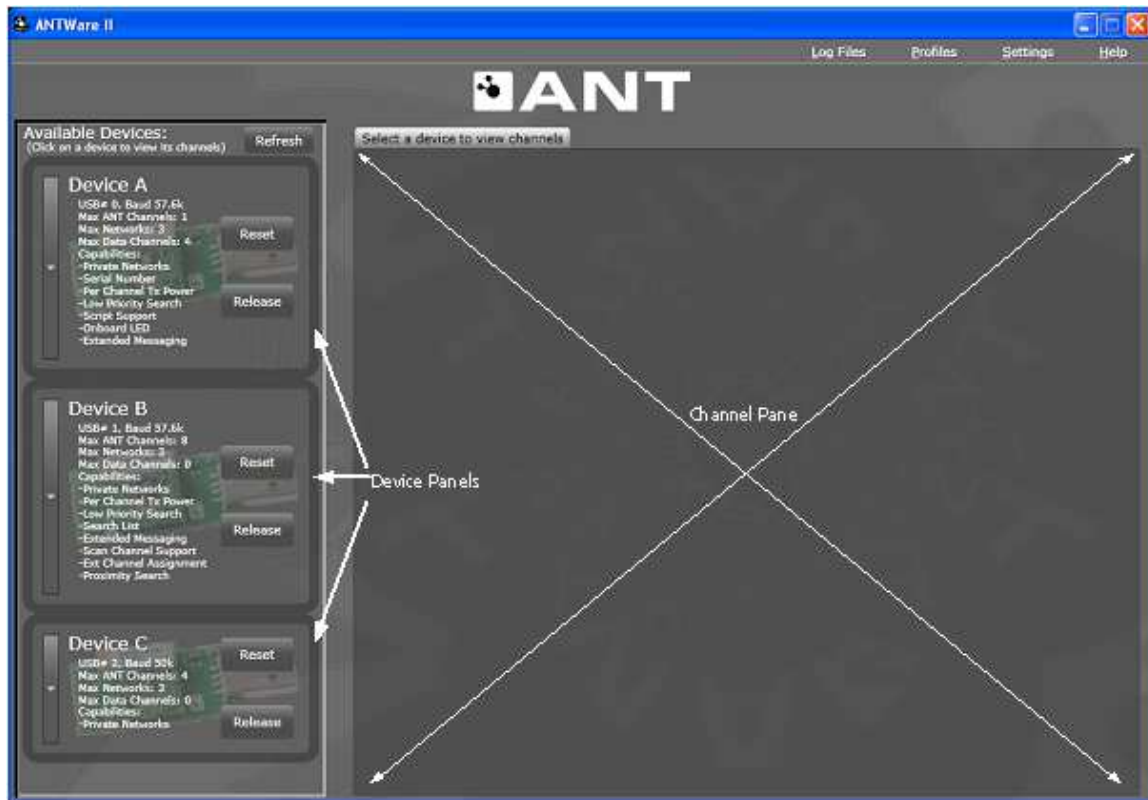 ANTWare II
Log Files Profiles Settings Help
ANT
Available Devices:
(Click on a device to view its channels)
Refresh
Select a device to view channels
Device A
USB# 0, Baud 57.6k
Max ANT Channels: 1
Max Networks: 3
Max Data Channels: 4
Capabilities:
-Private Networks
-Serial Number
-Per Channel Tx Power
-Low Priority Search
-Script Support
-Onboard LED
-Extended Messaging
Reset
Release
Device B
USB# 1, Baud 57.6k
Max ANT Channels: 8
Max Networks: 3
Max Data Channels: 0
Capabilities:
-Private Networks
-Per Channel Tx Power
-Low Priority Search
-Search List
-Extended Messaging
-Scan Channel Support
-Ext Channel Assignment
-Proximity Search
Reset
Release
Device C
USB# 2, Baud 50k
Max ANT Channels: 4
Max Networks: 3
Max Data Channels: 0
Capabilities:
-Private Networks
Reset
Release
Device Panels
Channel Pane